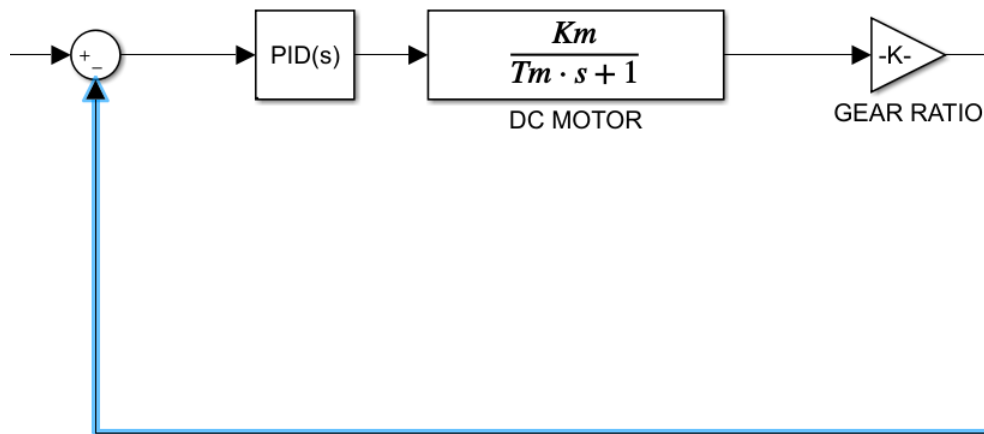 +
_
PID(s)
Km
Tm · s + 1
-K-
DC MOTOR
GEAR RATIO